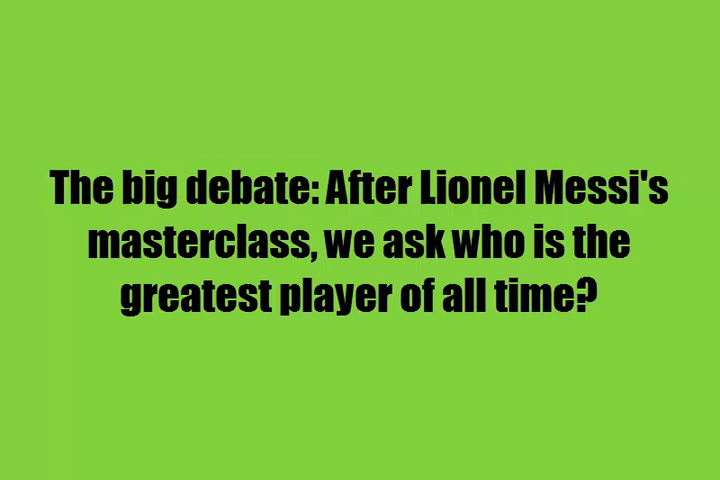 The big debate: After Lionel Messi's
masterclass, we ask who is the
greatest player of all time?